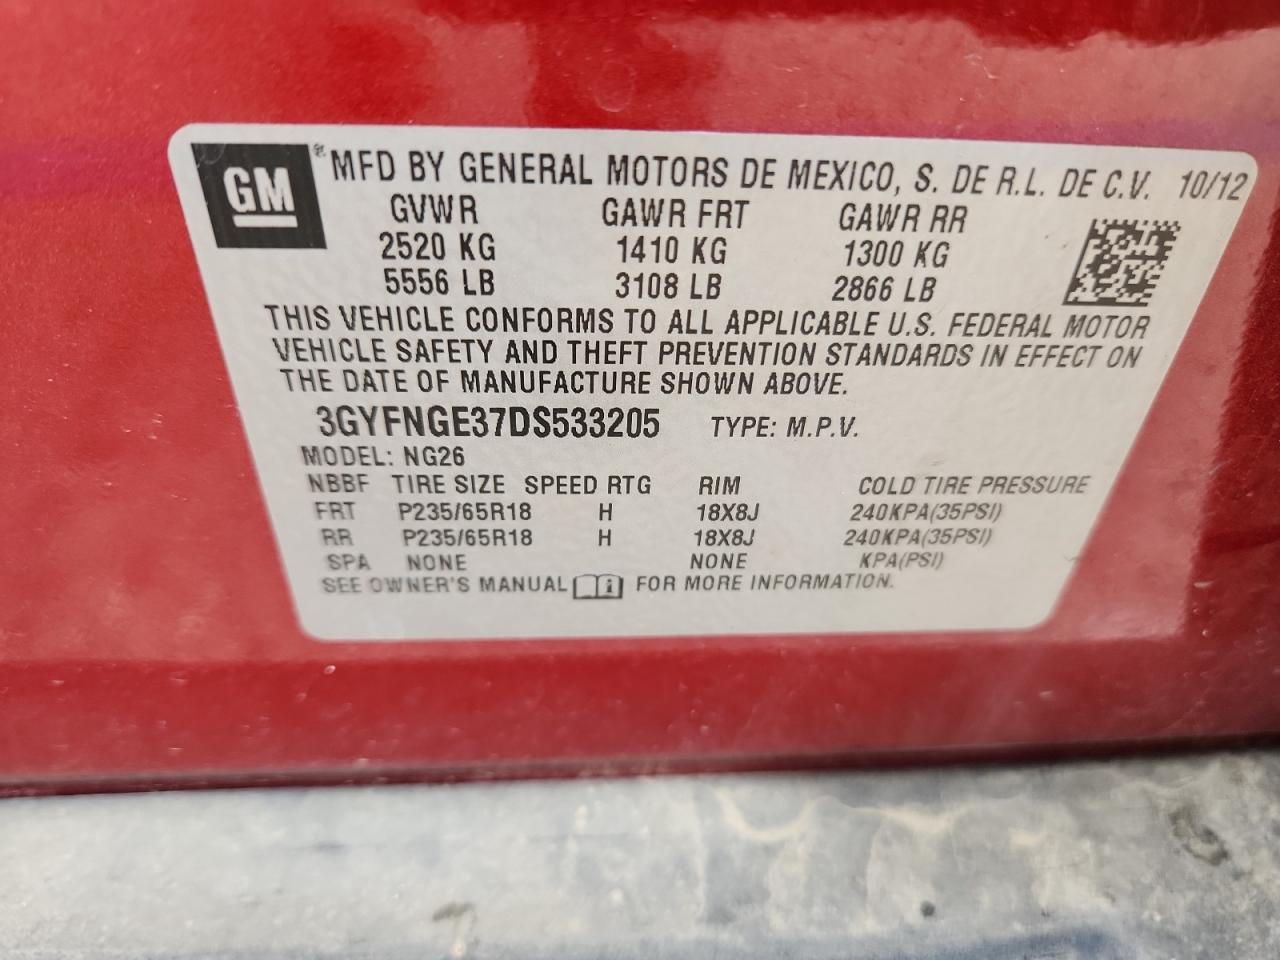 GM ® MFD BY GENERAL MOTORS DE MEXICO, S. DE R.L. DE C.V. 10/12
GVWR GAWR FRT GAWR RR
2520 KG 1410 KG 1300 KG
5556 LB 3108 LB 2866 LB
THIS VEHICLE CONFORMS TO ALL APPLICABLE U.S. FEDERAL MOTOR
VEHICLE SAFETY AND THEFT PREVENTION STANDARDS IN EFFECT ON
THE DATE OF MANUFACTURE SHOWN ABOVE.
3GYFNGE37DS533205 TYPE: M.P.V.
MODEL: NG26
NBBF TIRE SIZE SPEED RTG RIM COLD TIRE PRESSURE
FRT P235/65R18 H 18X8J 240KPA(35PSI)
RR P235/65R18 H 18X8J 240KPA(35PSI)
SPA NONE NONE KPA(PSI)
SEE OWNER'S MANUAL i FOR MORE INFORMATION.